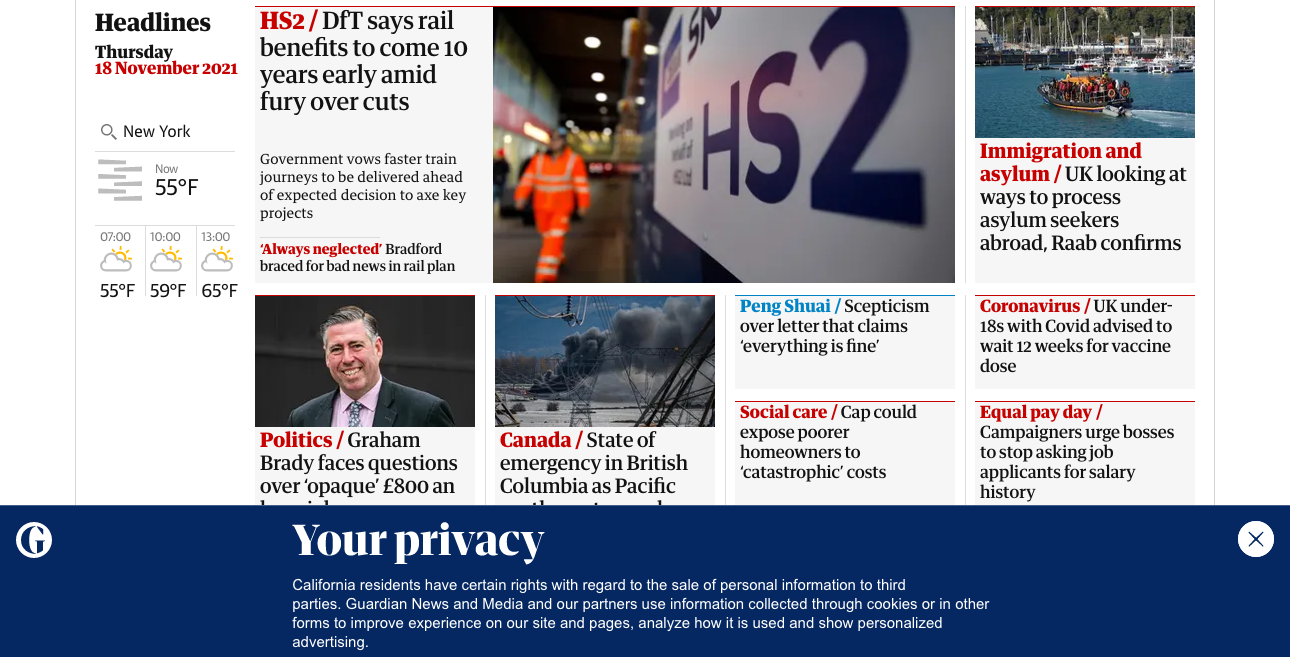 Headlines
Thursday
18 November 2021
New York
Now
55°F
07:00
10:00
13:00
55°F
59°F
65°F
HS2 / DfT says rail
benefits to come 10
years early amid
fury over cuts
Government vows faster train
journeys to be delivered ahead
of expected decision to axe key
projects
‘Always neglected’ Bradford
braced for bad news in rail plan
HS2
working on
behalf of
HS2 Ltd
Immigration and
asylum / UK looking at
ways to process
asylum seekers
abroad, Raab confirms
Politics / Graham
Brady faces questions
over ‘opaque’ £800 an
Canada / State of
emergency in British
Columbia as Pacific
Peng Shuai / Scepticism
over letter that claims
‘everything is fine’
Social care / Cap could
expose poorer
homeowners to
‘catastrophic’ costs
Coronavirus / UK under-
18s with Covid advised to
wait 12 weeks for vaccine
dose
Equal pay day /
Campaigners urge bosses
to stop asking job
applicants for salary
history
G
Your privacy
California residents have certain rights with regard to the sale of personal information to third
parties. Guardian News and Media and our partners use information collected through cookies or in other
forms to improve experience on our site and pages, analyze how it is used and show personalized
advertising.